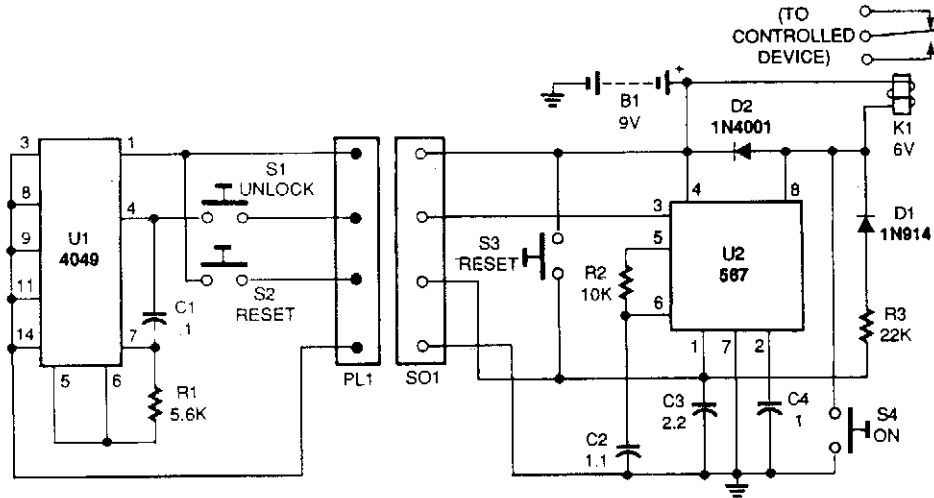 (TO
CONTROLLED
DEVICE)
+
B1
9V
D2
1N4001
K1
6V
3
1
8
4
9
11
14
7
5
6
U1
4049
S1
UNLOCK
S2
RESET
C1
.1
R1
5.6K
PL1
SO1
S3
RESET
R2
10K
4
8
3
5
6
1
7
2
U2
567
D1
1N914
R3
22K
C2
1.1
C3
2.2
C4
1
S4
ON